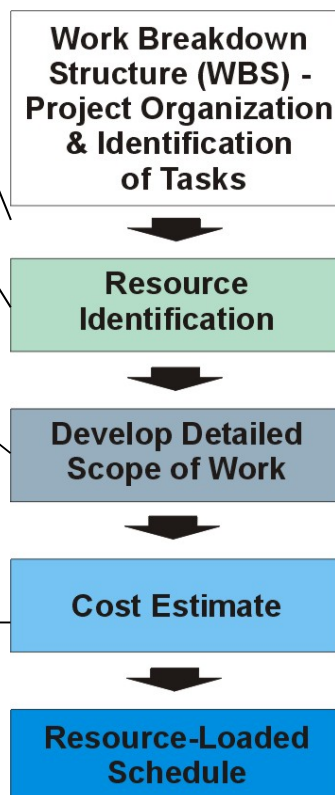 Work Breakdown
Structure (WBS) -
Project Organization
& Identification
of Tasks
Resource
Identification
Develop Detailed
Scope of Work
Cost Estimate
Resource-Loaded
Schedule